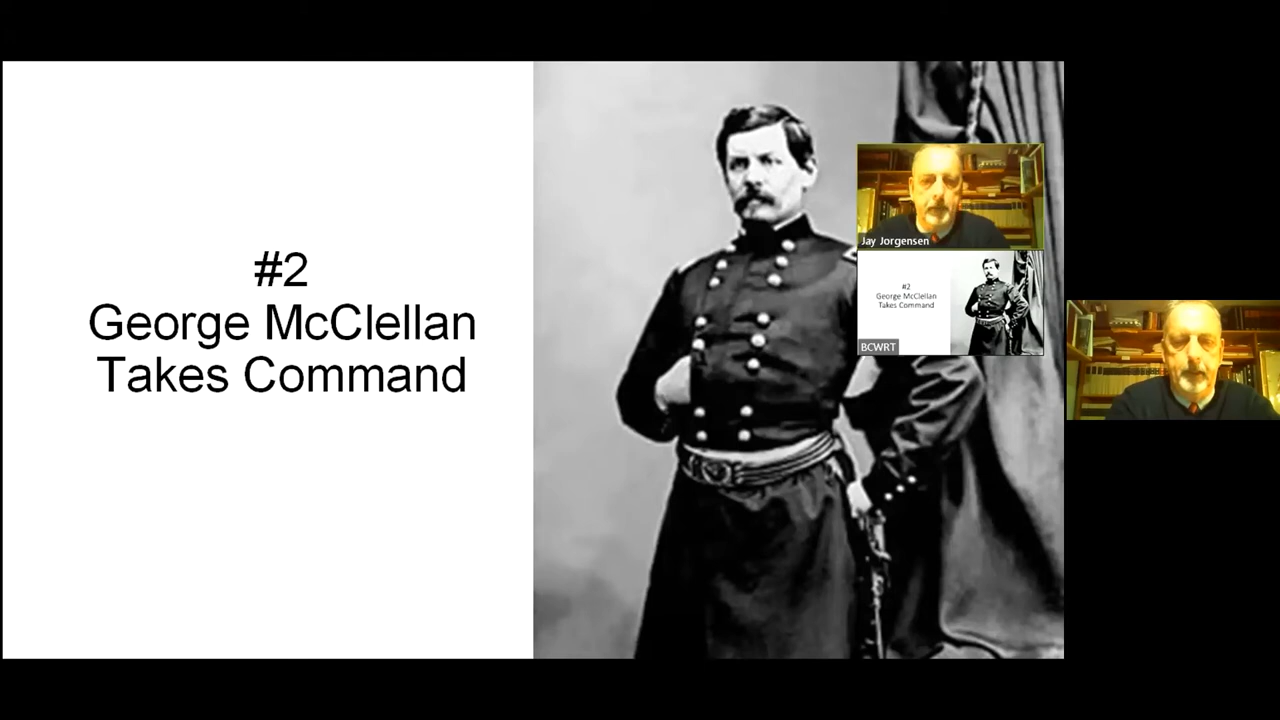 #2
George McClellan
Takes Command
Jay Jorgensen
#2
George McClellan
Takes Command
BCWRT